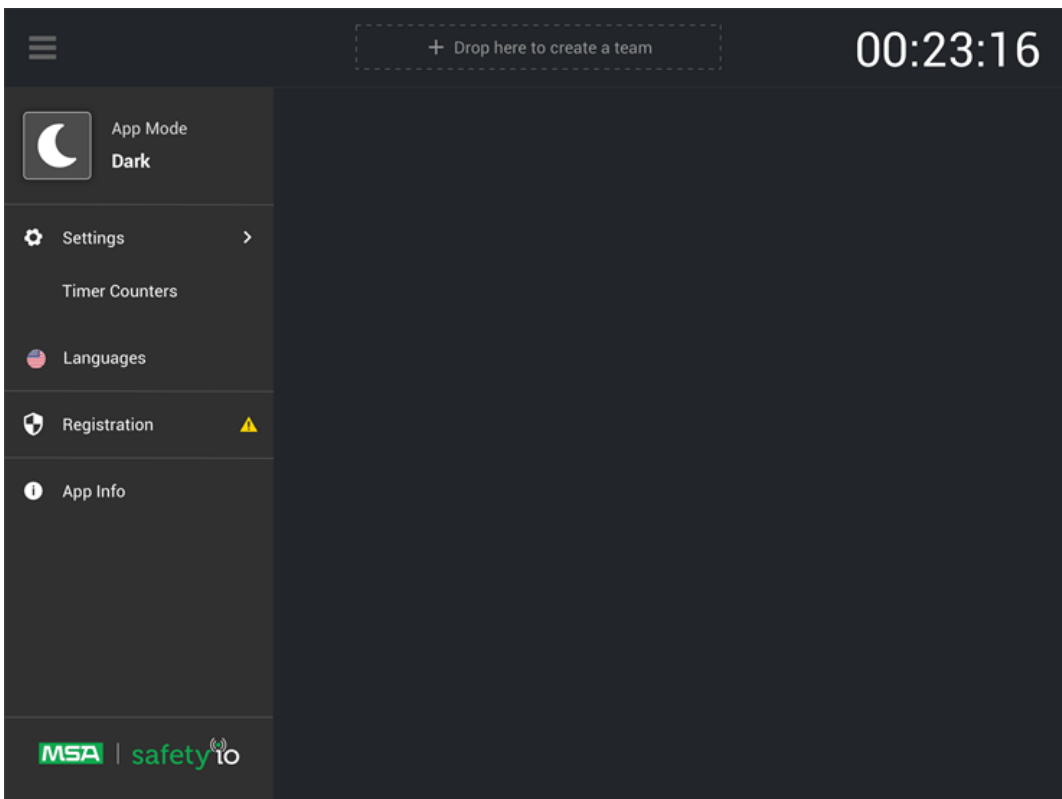 + Drop here to create a team
00:23:16
App Mode
Dark
Settings
Timer Counters
Languages
Registration
App Info
MSA | safety io